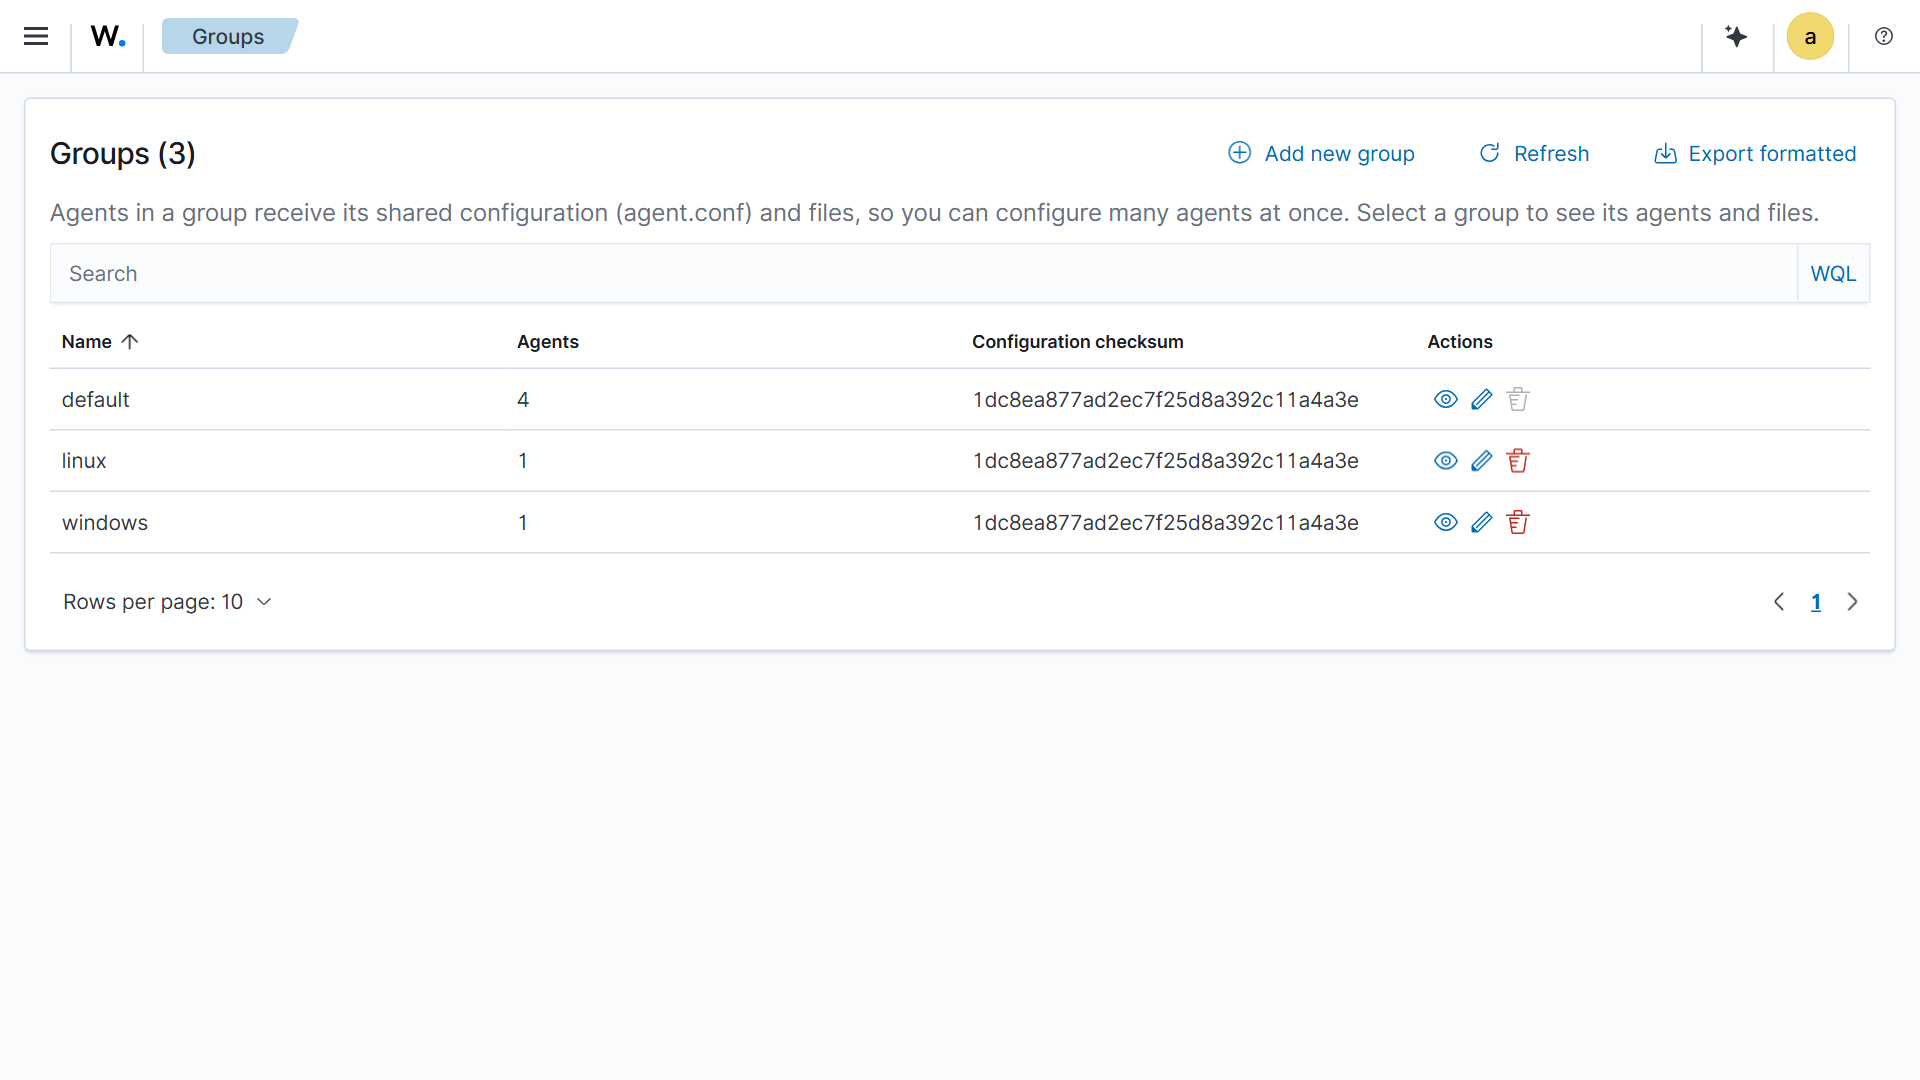 W. Groups a
Groups (3) Add new group Refresh Export formatted
Agents in a group receive its shared configuration (agent.conf) and files, so you can configure many agents at once. Select a group to see its agents and files.
Search WQL
Name Agents Configuration checksum Actions
default 4 1dc8ea877ad2ec7f25d8a392c11a4a3e
linux 1 1dc8ea877ad2ec7f25d8a392c11a4a3e
windows 1 1dc8ea877ad2ec7f25d8a392c11a4a3e
Rows per page: 10 1